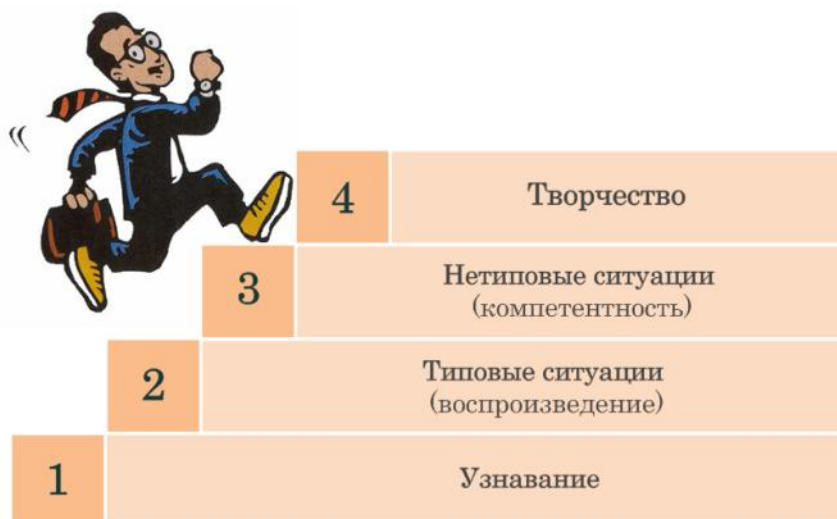 4
Творчество
3
Нетиповые ситуации
(компетентность)
2
Типовые ситуации
(воспроизведение)
1
Узнавание